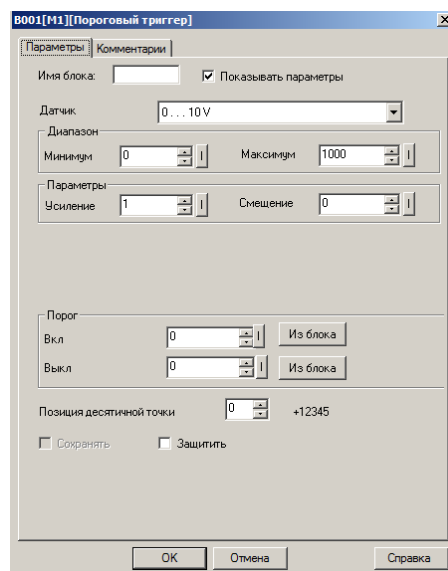 B001[M1][Пороговый триггер]
Параметры Комментарии
Имя блока: Показывать параметры
Датчик 0...10V
Диапазон
Минимум 0 Максимум 1000
Параметры
Усиление 1 Смещение 0
Порог
Вкл 0 Из блока
Выкл 0 Из блока
Позиция десятичной точки 0 +12345
Сохранять Защитить
OK Отмена Справка